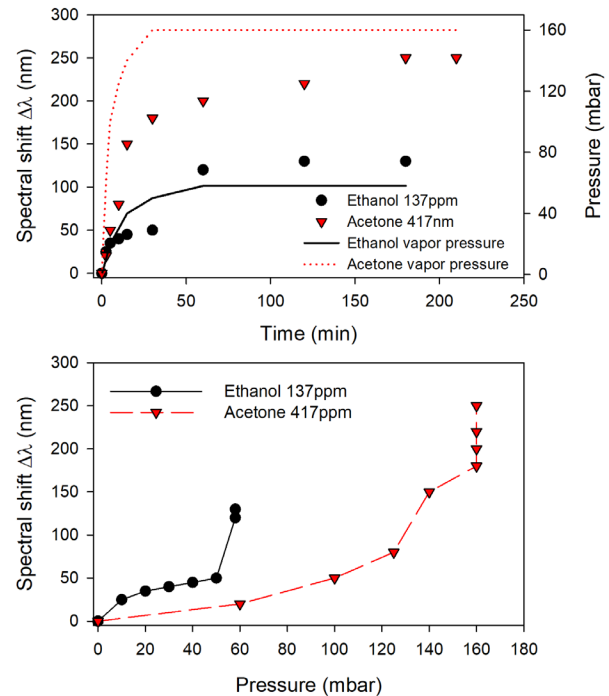 300
250
200
150
100
50
0
Spectral shift Δλ (nm)
160
120
80
40
0
Pressure (mbar)
Ethanol 137ppm
Acetone 417nm
Ethanol vapor pressure
Acetone vapor pressure
0 50 100 150 200 250
Time (min)
300
250
200
150
100
50
0
Spectral shift Δλ (nm)
Ethanol 137ppm
Acetone 417ppm
0 20 40 60 80 100 120 140 160
Pressure (mbar)